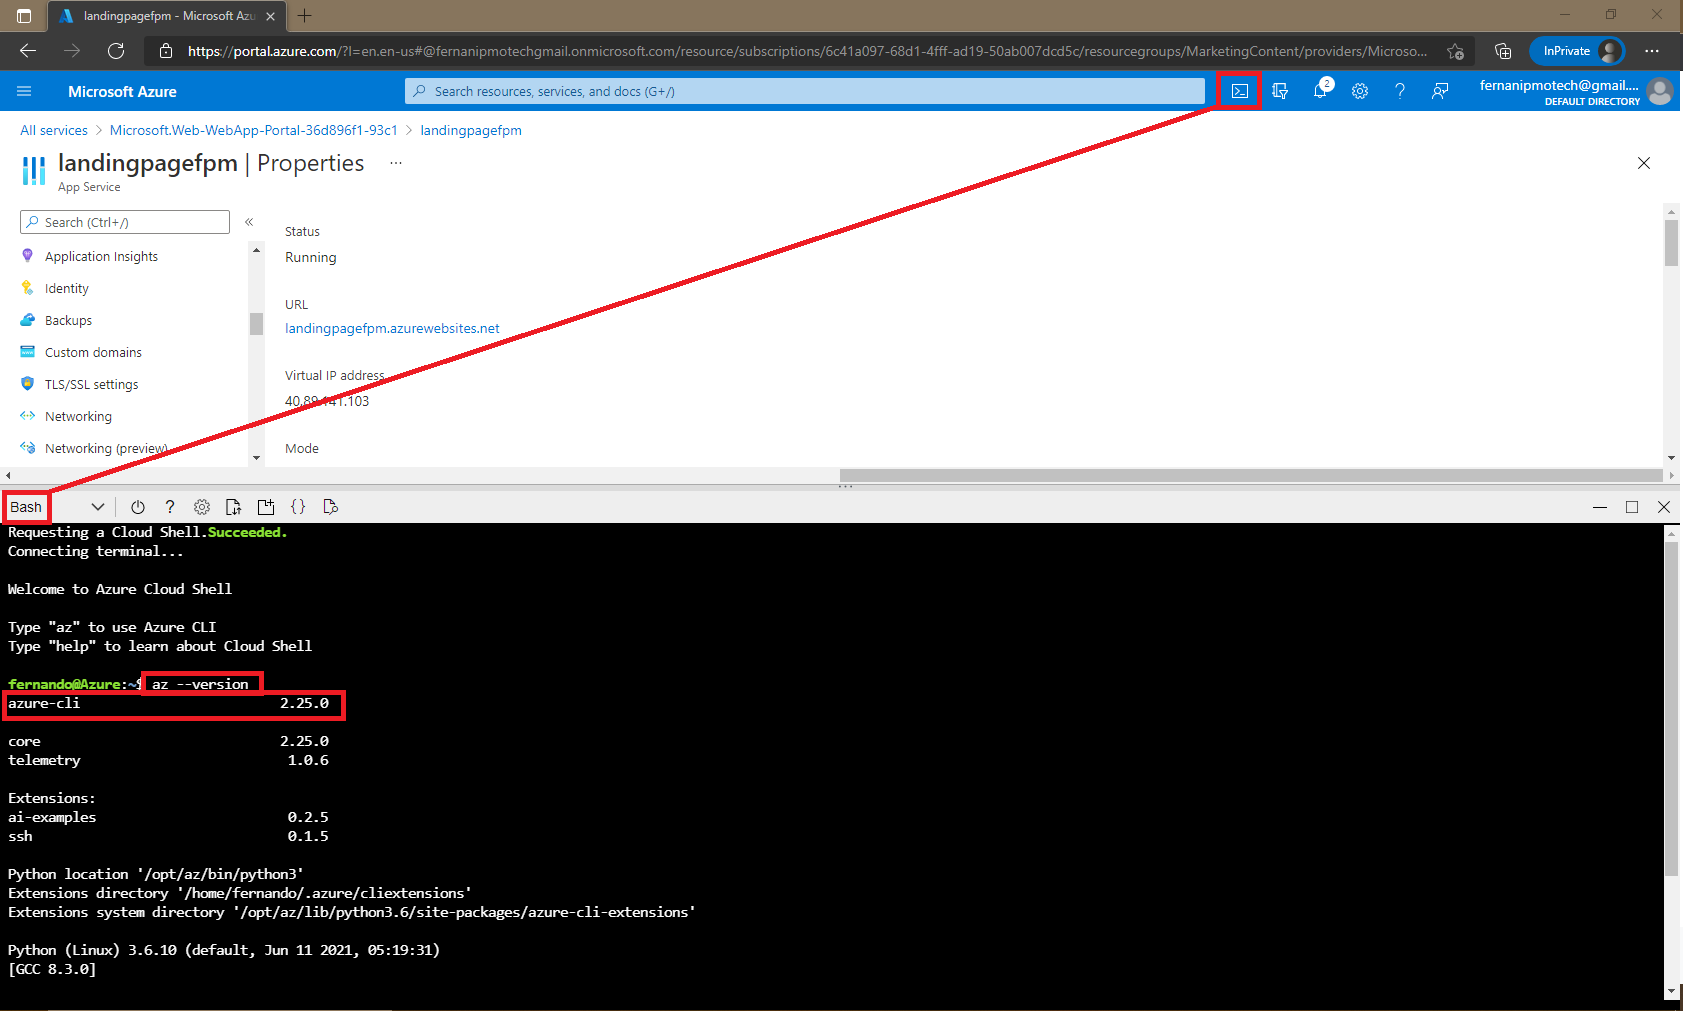 landingpagefpm - Microsoft Azu
https://portal.azure.com/?l=en.en-us#@fernanipmotechgmail.onmicrosoft.com/resource/subscriptions/6c41a097-68d1-4fff-ad19-50ab007dcd5c/resourcegroups/MarketingContent/providers/Microso...
InPrivate
Microsoft Azure
Search resources, services, and docs (G+/)
2
fernanipmotech@gmail....
DEFAULT DIRECTORY
All services > Microsoft.Web-WebApp-Portal-36d896f1-93c1 > landingpagefpm
landingpagefpm | Properties ...
App Service
Search (Ctrl+/)
«
Application Insights
Identity
Backups
Custom domains
TLS/SSL settings
Networking
Networking (preview)
Status
Running
URL
landingpagefpm.azurewebsites.net
Virtual IP address
40.89.141.103
Mode
Bash
Requesting a Cloud Shell.Succeeded.
Connecting terminal...
Welcome to Azure Cloud Shell
Type "az" to use Azure CLI
Type "help" to learn about Cloud Shell
fernando@Azure:~$ az --version
azure-cli 2.25.0
core 2.25.0
telemetry 1.0.6
Extensions:
ai-examples 0.2.5
ssh 0.1.5
Python location '/opt/az/bin/python3'
Extensions directory '/home/fernando/.azure/cliextensions'
Extensions system directory '/opt/az/lib/python3.6/site-packages/azure-cli-extensions'
Python (Linux) 3.6.10 (default, Jun 11 2021, 05:19:31)
[GCC 8.3.0]